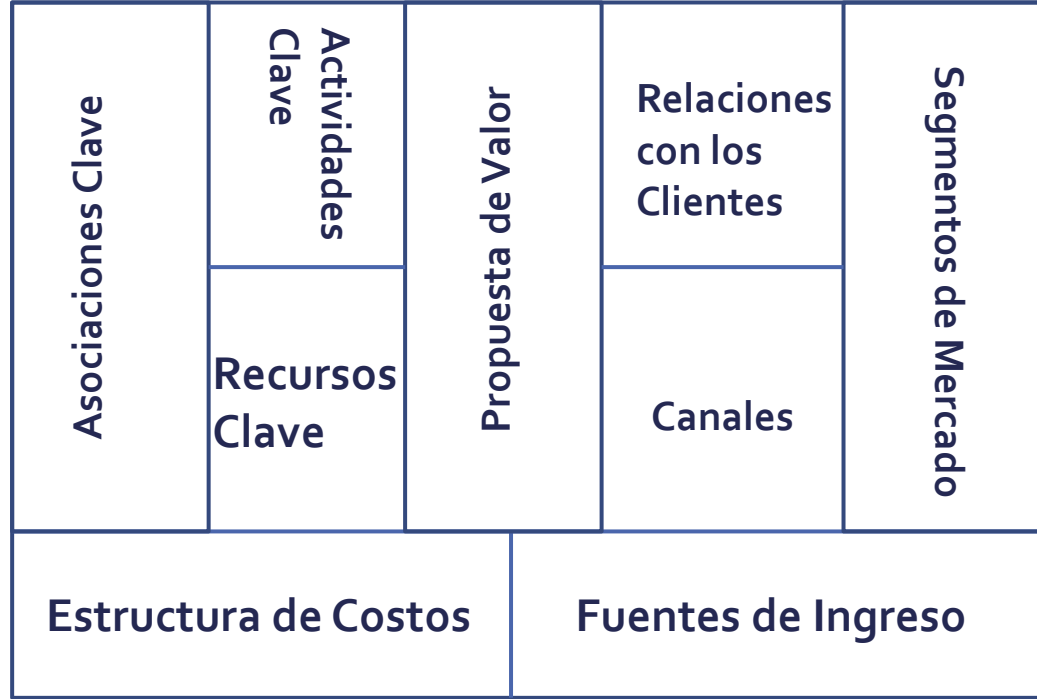 Asociaciones Clave
Actividades
Clave
Recursos
Clave
Propuesta de Valor
Relaciones
con los
Clientes
Canales
Segmentos de Mercado
Estructura de Costos
Fuentes de Ingreso